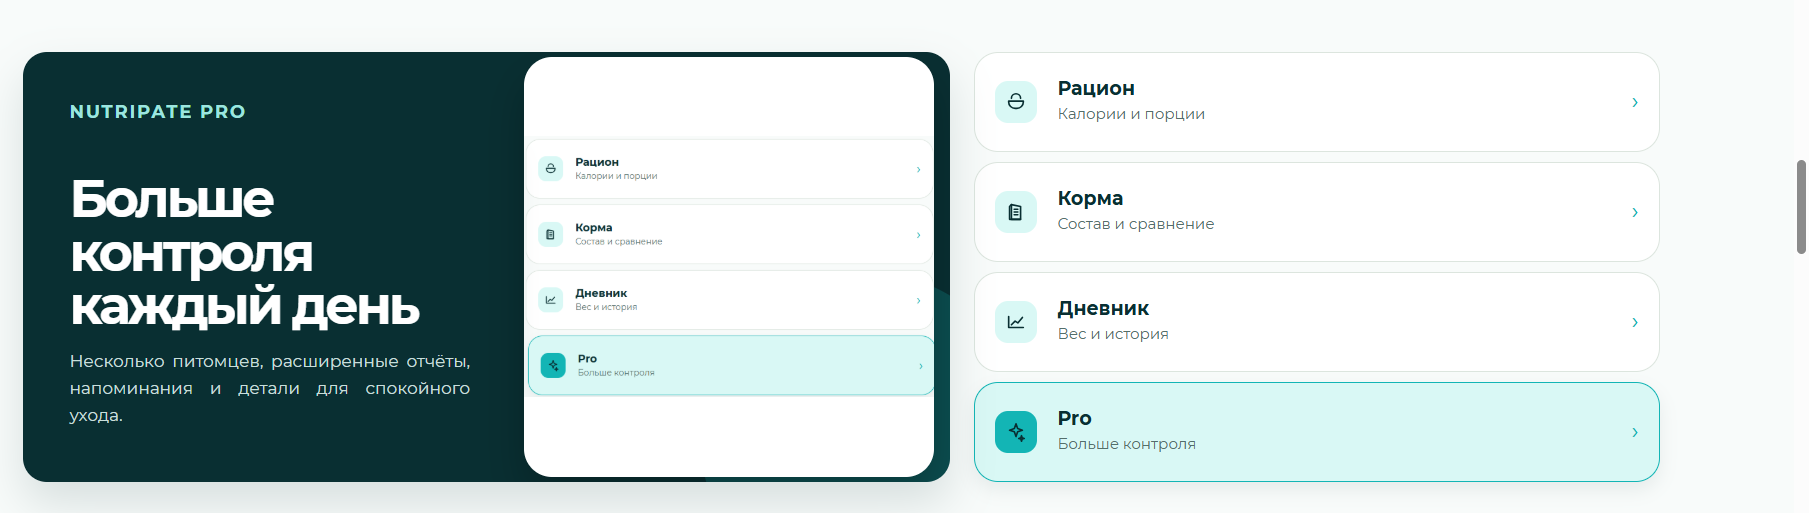 NUTRIPATE PRO
Больше
контроля
каждый день
Несколько питомцев, расширенные отчёты,
напоминания и детали для спокойного
ухода.
Рацион
Калории и порции
Корма
Состав и сравнение
Дневник
Вес и история
Pro
Больше контроля
Рацион
Калории и порции
Корма
Состав и сравнение
Дневник
Вес и история
Pro
Больше контроля